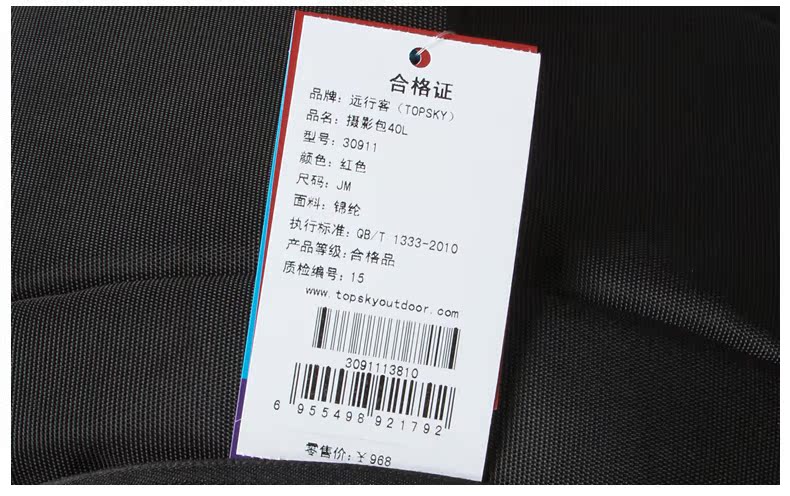 合格证
品牌：远行客（TOPSKY）
品名：摄影包40L
型号：30911
颜色：红色
尺码：JM
面料：锦纶
执行标准：QB/T 1333-2010
产品等级：合格品
质检编号：15
www.topskyoutdoor.com
3091113810
6 955498 921792
零售价：￥968